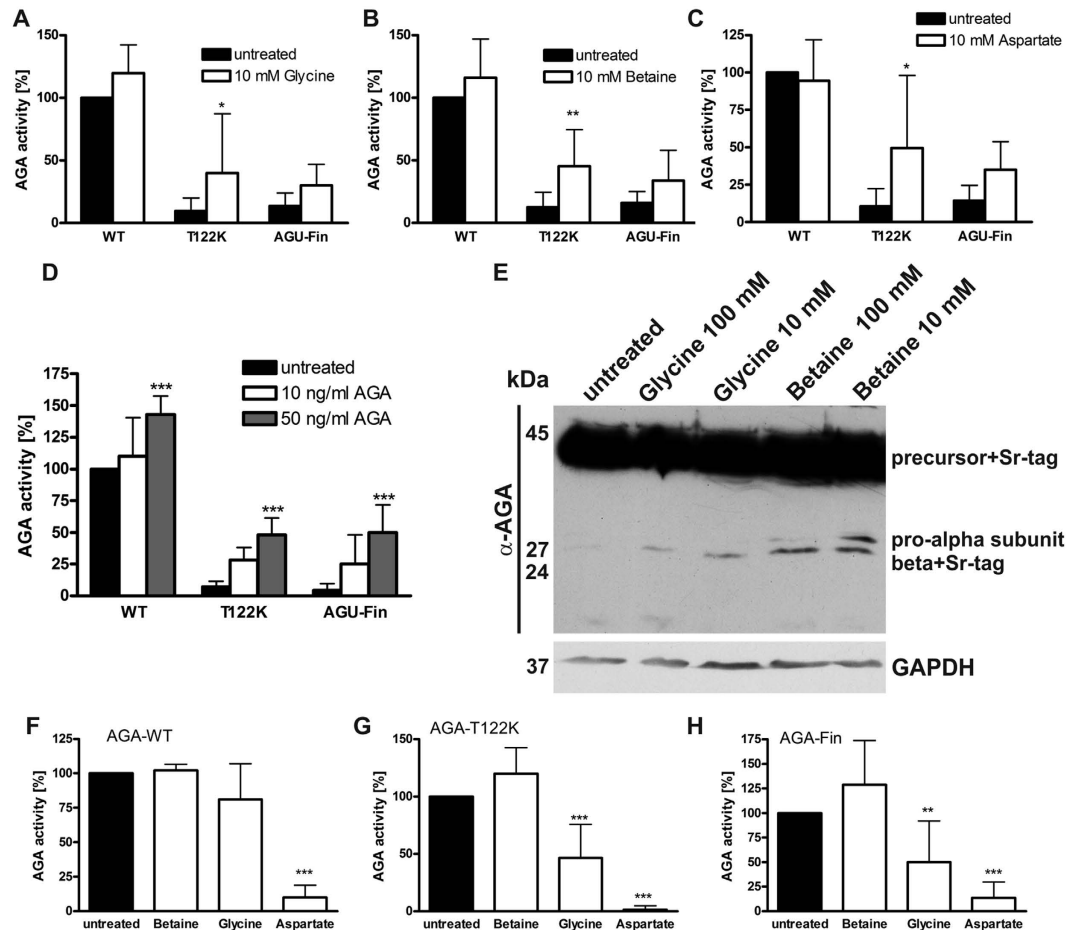 A
AGA activity [%]
150
100
50
0
untreated
10 mM Glycine
*
WT
T122K
AGU-Fin
B
AGA activity [%]
150
100
50
0
untreated
10 mM Betaine
**
WT
T122K
AGU-Fin
C
AGA activity [%]
125
100
75
50
25
0
untreated
10 mM Aspartate
*
WT
T122K
AGU-Fin
D
AGA activity [%]
175
150
125
100
75
50
25
0
untreated
10 ng/ml AGA
50 ng/ml AGA
***
***
***
WT
T122K
AGU-Fin
E
untreated
Glycine 100 mM
Glycine 10 mM
Betaine 100 mM
Betaine 10 mM
kDa
α-AGA
45
27
24
37
precursor+Sr-tag
pro-alpha subunit
beta+Sr-tag
GAPDH
F
AGA-WT
AGA activity [%]
125
100
75
50
25
0
***
untreated
Betaine
Glycine
Aspartate
G
AGA-T122K
AGA activity [%]
150
100
50
0
***
***
untreated
Betaine
Glycine
Aspartate
H
AGA-Fin
AGA activity [%]
175
150
125
100
75
50
25
0
**
***
untreated
Betaine
Glycine
Aspartate